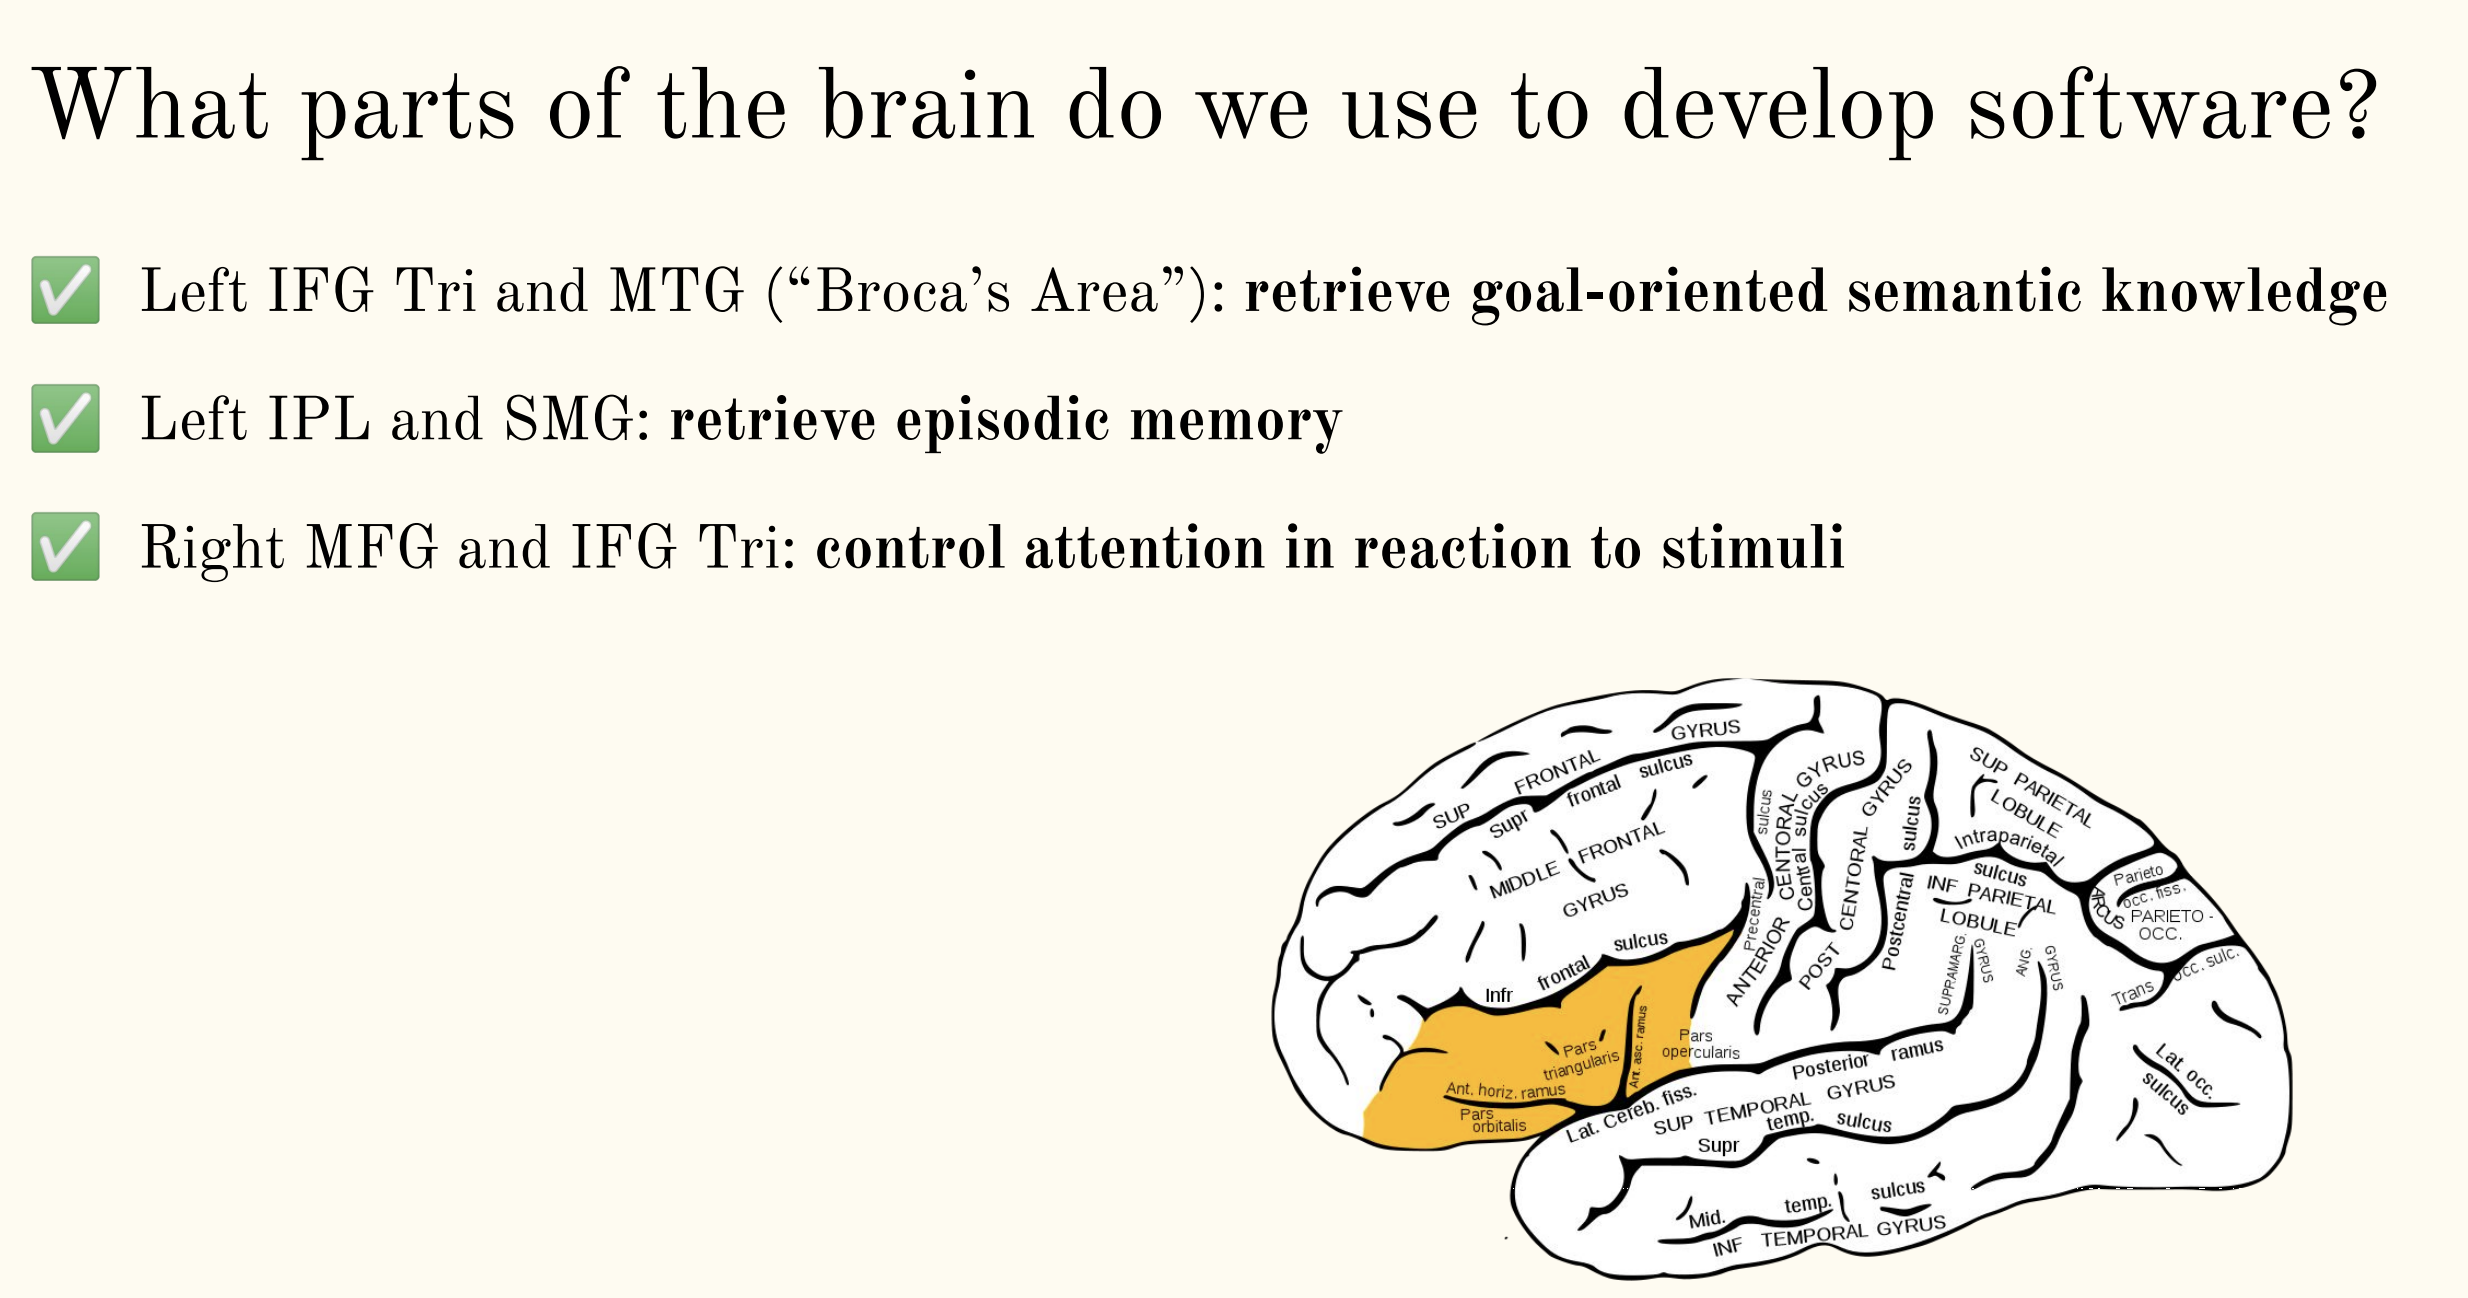 What parts of the brain do we use to develop software?
✅ Left IFG Tri and MTG (“Broca’s Area”): retrieve goal-oriented semantic knowledge
✅ Left IPL and SMG: retrieve episodic memory
✅ Right MFG and IFG Tri: control attention in reaction to stimuli
SUP FRONTAL GYRUS
Supr frontal sulcus
MIDDLE FRONTAL
GYRUS
Infr frontal sulcus
Precentral sulcus
ANTERIOR CENTORAL GYRUS
Central sulcus
POST CENTORAL GYRUS
Postcentral sulcus
SUP PARIETAL
LOBULE
Intraparietal
sulcus
INF PARIETAL
LOBULE
SUPRAMARG.
GYRUS
ANG.
GYRUS
Parieto
occ. fiss.
ARCUS
PARIETO -
OCC.
Trans occ. sulc.
Lat. occ.
sulcus
Pars
triangularis
Ant. asc. ramus
Pars
opercularis
Ant. horiz. ramus
Pars
orbitalis
Lat. Cereb. fiss.
Posterior ramus
SUP TEMPORAL GYRUS
Supr temp. sulcus
Mid. temp. sulcus
INF TEMPORAL GYRUS